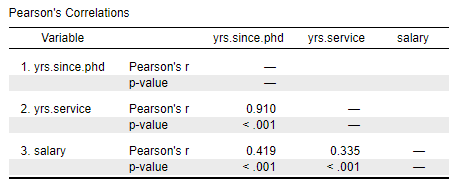 Pearson's Correlations
Variable yrs.since.phd yrs.service salary
1. yrs.since.phd Pearson's r —
p-value —
2. yrs.service Pearson's r 0.910 —
p-value < .001 —
3. salary Pearson's r 0.419 0.335 —
p-value < .001 < .001 —